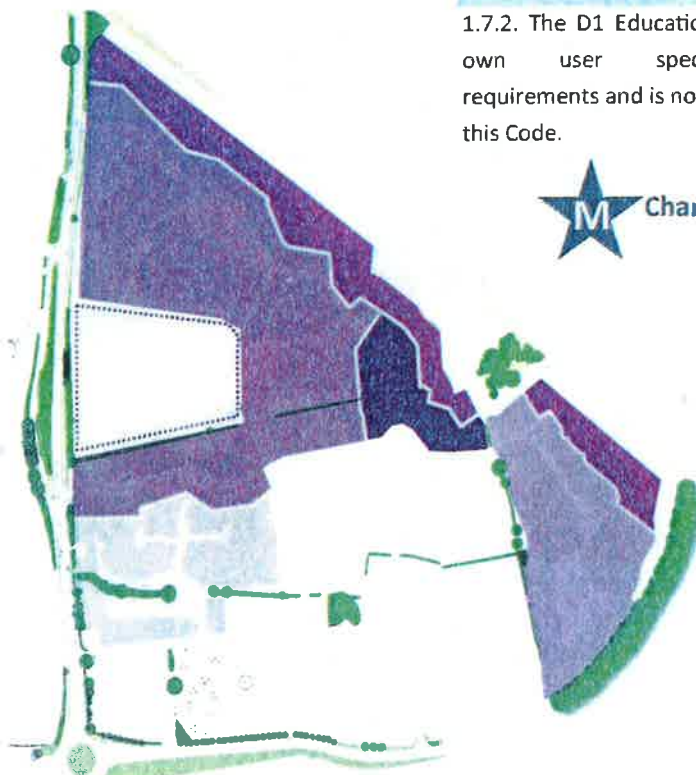 1.7.2. The D1 Educatio
own user spec
requirements and is no
this Code.
M Char